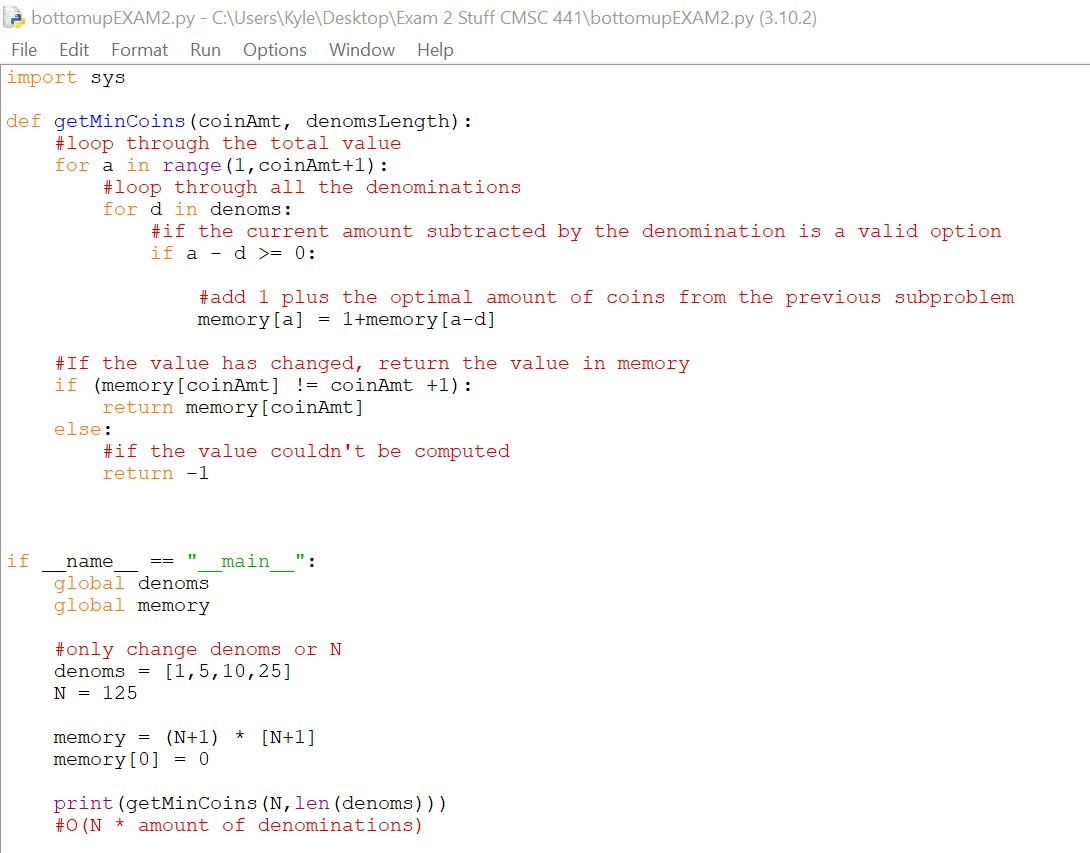 bottomupEXAM2.py - C:\Users\Kyle\Desktop\Exam 2 Stuff CMSC 441\bottomupEXAM2.py (3.10.2)
File Edit Format Run Options Window Help
import sys
def getMinCoins(coinAmt, denomsLength):
    #loop through the total value
    for a in range(1,coinAmt+1):
        #loop through all the denominations
        for d in denoms:
            #if the current amount subtracted by the denomination is a valid option
            if a - d >= 0:
                #add 1 plus the optimal amount of coins from the previous subproblem
                memory[a] = 1+memory[a-d]
    #If the value has changed, return the value in memory
    if (memory[coinAmt] != coinAmt +1):
        return memory[coinAmt]
    else:
        #if the value couldn't be computed
        return -1
if __name__ == "__main__":
    global denoms
    global memory
    #only change denoms or N
    denoms = [1,5,10,25]
    N = 125
    memory = (N+1) * [N+1]
    memory[0] = 0
    print(getMinCoins(N,len(denoms)))
    #O(N * amount of denominations)